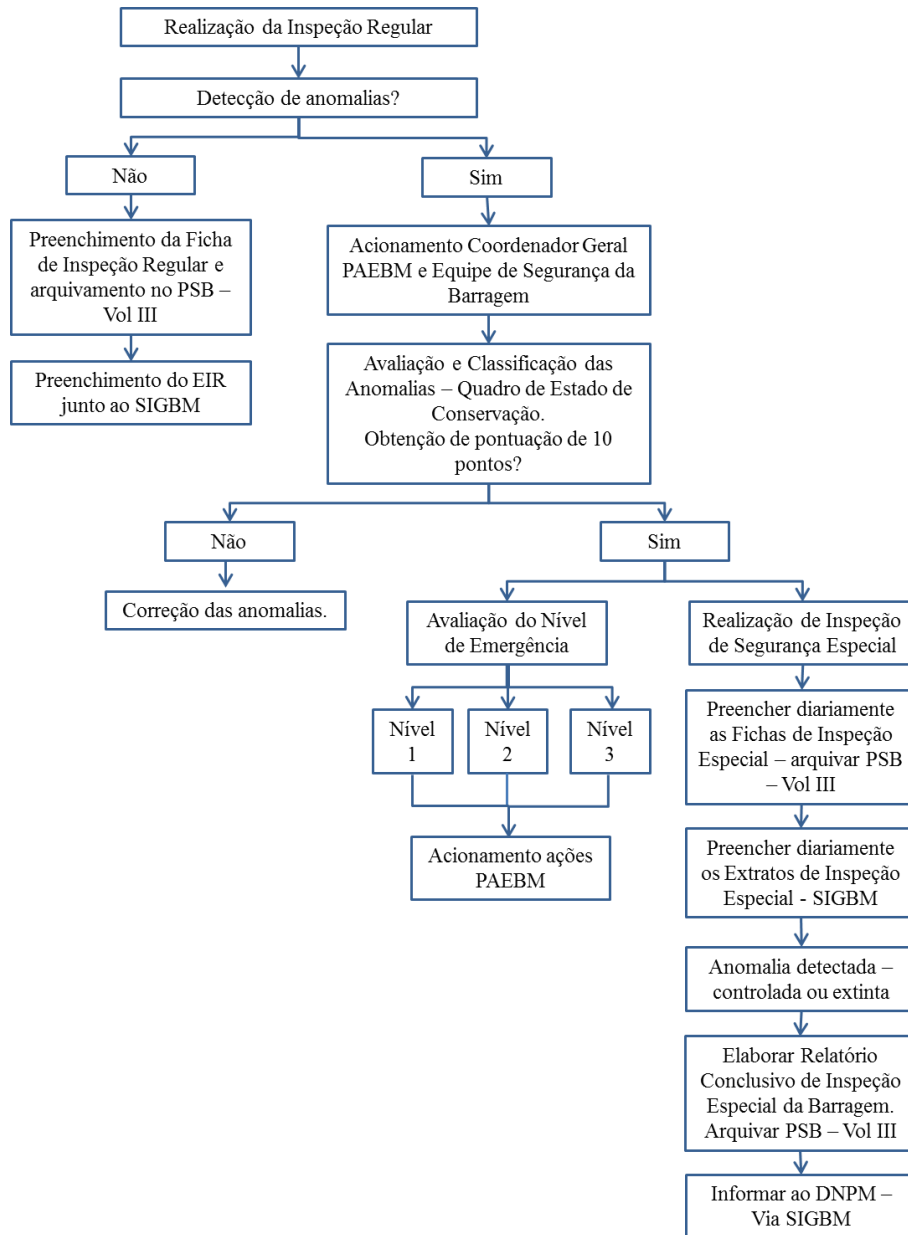 Realização da Inspeção Regular
Detecção de anomalias?
Não
Sim
Preenchimento da Ficha
de Inspeção Regular e
arquivamento no PSB –
Vol III
Acionamento Coordenador Geral
PAEBM e Equipe de Segurança da
Barragem
Preenchimento do EIR
junto ao SIGBM
Avaliação e Classificação das
Anomalias – Quadro de Estado de
Conservação.
Obtenção de pontuação de 10
pontos?
Não
Sim
Correção das anomalias.
Avaliação do Nível
de Emergência
Realização de Inspeção
de Segurança Especial
Nível
1
Nível
2
Nível
3
Preencher diariamente
as Fichas de Inspeção
Especial – arquivar PSB
– Vol III
Acionamento ações
PAEBM
Preencher diariamente
os Extratos de Inspeção
Especial - SIGBM
Anomalia detectada –
controlada ou extinta
Elaborar Relatório
Conclusivo de Inspeção
Especial da Barragem.
Arquivar PSB – Vol III
Informar ao DNPM –
Via SIGBM